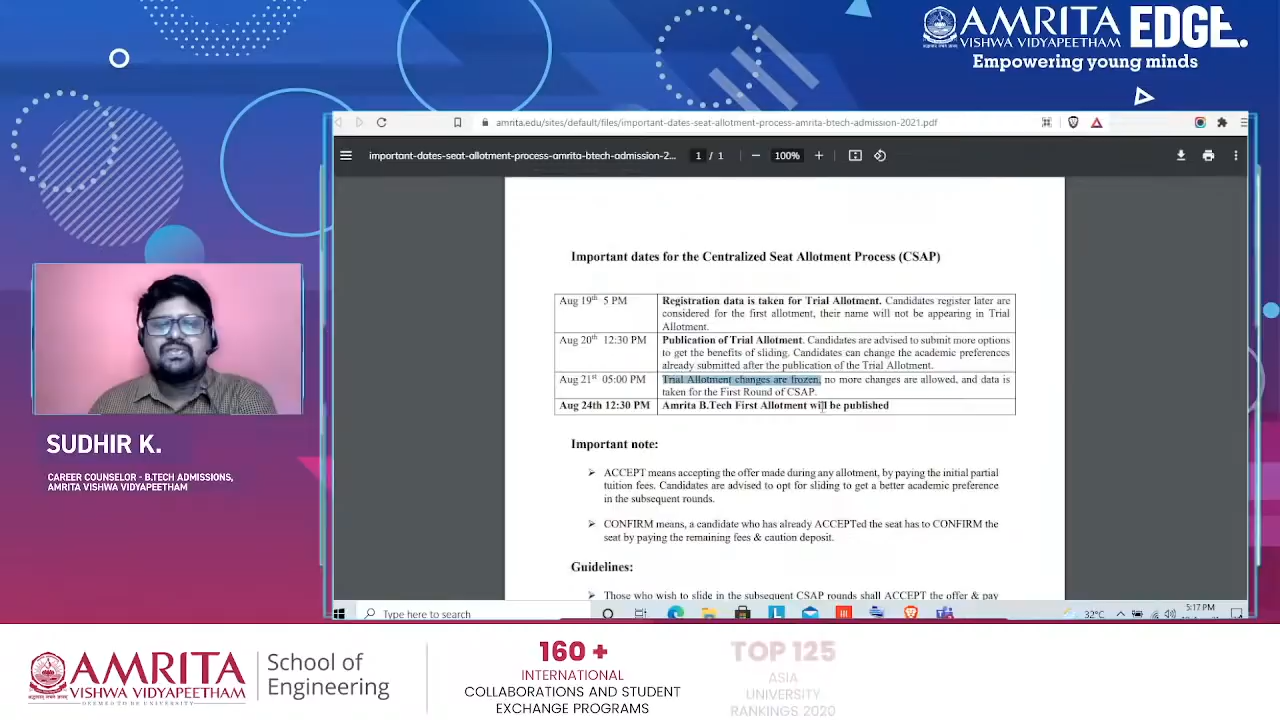 AMRITA EDGE.
VISHWA VIDYAPEETHAM
Empowering young minds
amrita.edu/sites/default/files/important-dates-seat-allotment-process-amrita-btech-admission-2021.pdf
important-dates-seat-allotment-process-amrita-btech-admission-2... 1 / 1 100%
Important dates for the Centralized Seat Allotment Process (CSAP)
Aug 19th 5 PM Registration data is taken for Trial Allotment. Candidates register later are
considered for the first allotment, their name will not be appearing in Trial
Allotment.
Aug 20th 12:30 PM Publication of Trial Allotment. Candidates are advised to submit more options
to get the benefits of sliding. Candidates can change the academic preferences
already submitted after the publication of the Trial Allotment.
Aug 21st 05:00 PM Trial Allotment changes are frozen, no more changes are allowed, and data is
taken for the First Round of CSAP.
Aug 24th 12:30 PM Amrita B.Tech First Allotment will be published
Important note:
ACCEPT means accepting the offer made during any allotment, by paying the initial partial
tuition fees. Candidates are advised to opt for sliding to get a better academic preference
in the subsequent rounds.
CONFIRM means, a candidate who has already ACCEPTed the seat has to CONFIRM the
seat by paying the remaining fees & caution deposit.
Guidelines:
Those who wish to slide in the subsequent CSAP rounds shall ACCEPT the offer & pay
SUDHIR K.
CAREER COUNSELOR - B.TECH ADMISSIONS,
AMRITA VISHWA VIDYAPEETHAM
Type here to search
32°C
5:17 PM
AMRITA
VISHWA VIDYAPEETHAM
DEEMED TO BE UNIVERSITY
School of
Engineering
160 +
INTERNATIONAL
COLLABORATIONS AND STUDENT
EXCHANGE PROGRAMS
TOP 125
ASIA
UNIVERSITY
RANKINGS 2020